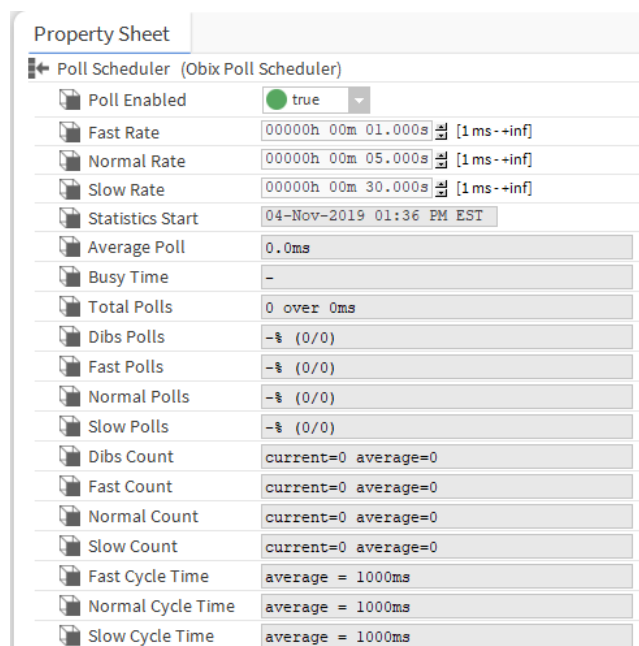 Property Sheet
Poll Scheduler (Obix Poll Scheduler)
Poll Enabled true
Fast Rate 00000h 00m 01.000s [1 ms - +inf]
Normal Rate 00000h 00m 05.000s [1 ms - +inf]
Slow Rate 00000h 00m 30.000s [1 ms - +inf]
Statistics Start 04-Nov-2019 01:36 PM EST
Average Poll 0.0ms
Busy Time -
Total Polls 0 over 0ms
Dibs Polls -% (0/0)
Fast Polls -% (0/0)
Normal Polls -% (0/0)
Slow Polls -% (0/0)
Dibs Count current=0 average=0
Fast Count current=0 average=0
Normal Count current=0 average=0
Slow Count current=0 average=0
Fast Cycle Time average = 1000ms
Normal Cycle Time average = 1000ms
Slow Cycle Time average = 1000ms